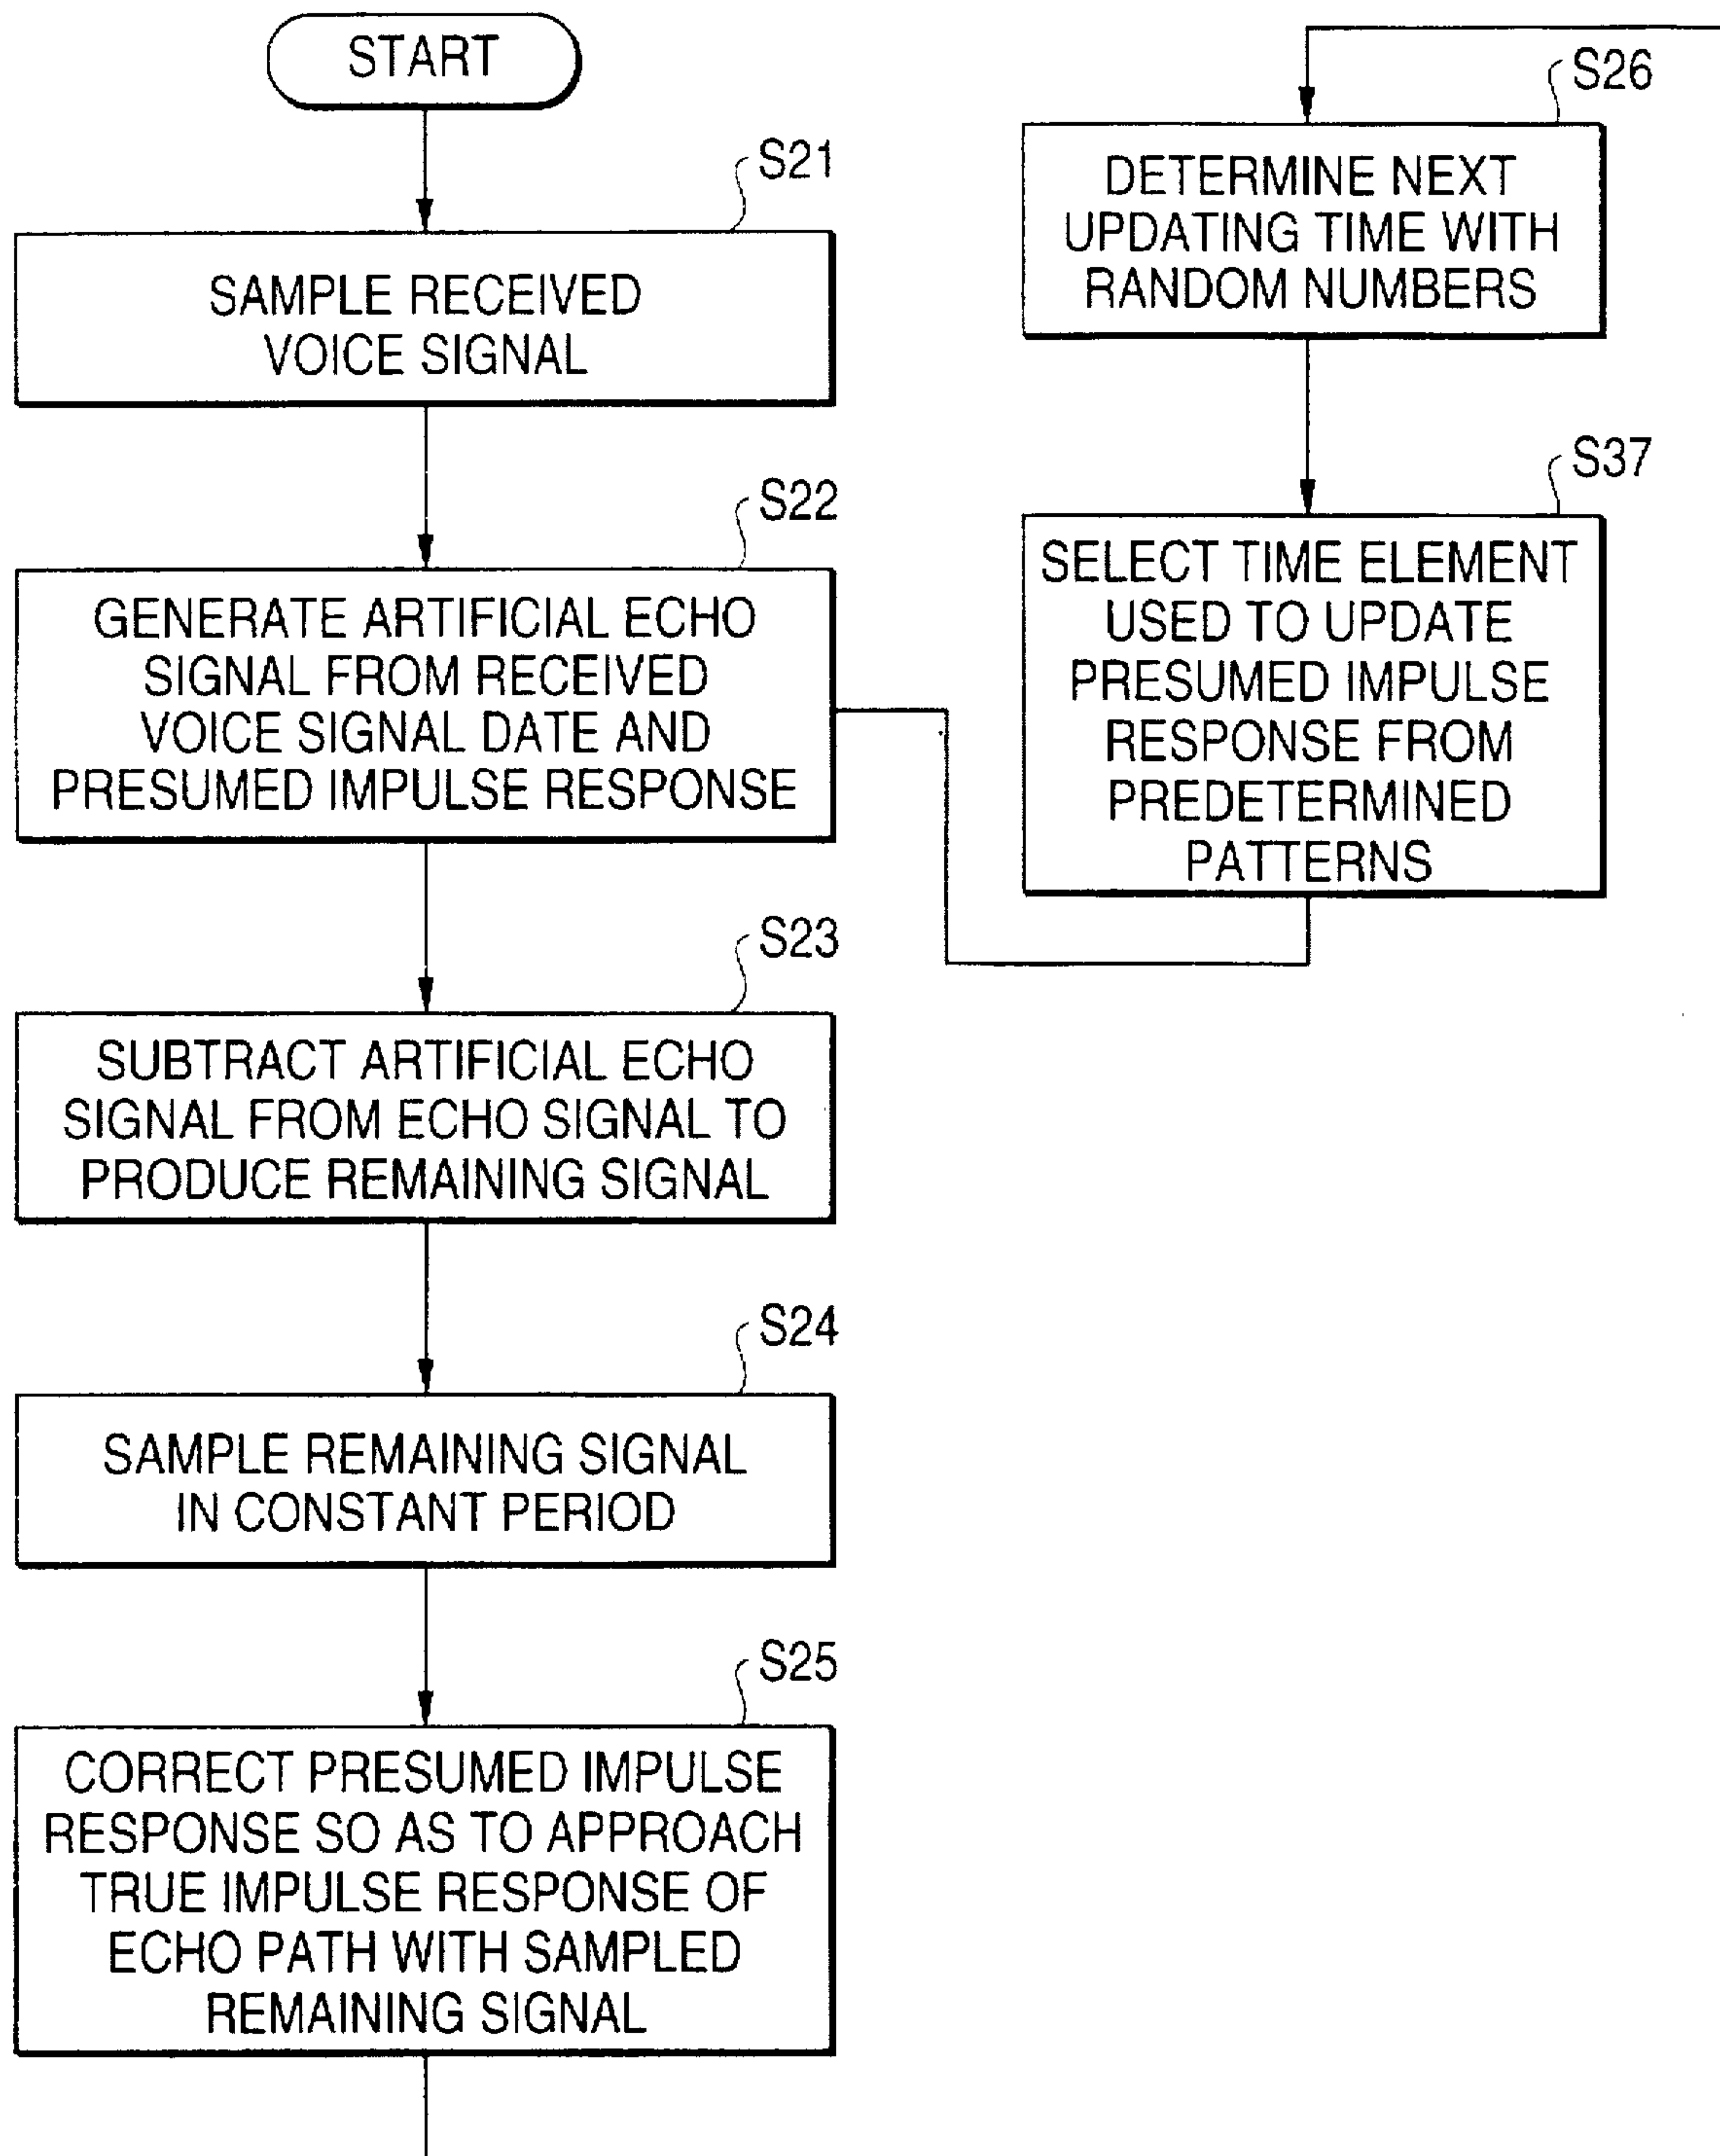 START
S21
SAMPLE RECEIVED
VOICE SIGNAL
S22
GENERATE ARTIFICIAL ECHO
SIGNAL FROM RECEIVED
VOICE SIGNAL DATE AND
PRESUMED IMPULSE RESPONSE
S23
SUBTRACT ARTIFICIAL ECHO
SIGNAL FROM ECHO SIGNAL TO
PRODUCE REMAINING SIGNAL
S24
SAMPLE REMAINING SIGNAL
IN CONSTANT PERIOD
S25
CORRECT PRESUMED IMPULSE
RESPONSE SO AS TO APPROACH
TRUE IMPULSE RESPONSE OF
ECHO PATH WITH SAMPLED
REMAINING SIGNAL
S26
DETERMINE NEXT
UPDATING TIME WITH
RANDOM NUMBERS
S37
SELECT TIME ELEMENT
USED TO UPDATE
PRESUMED IMPULSE
RESPONSE FROM
PREDETERMINED
PATTERNS